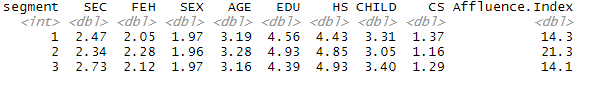 segment SEC FEH SEX AGE EDU HS CHILD CS Affluence.Index
<int> <dbl> <dbl> <dbl> <dbl> <dbl> <dbl> <dbl> <dbl> <dbl>
1 2.47 2.05 1.97 3.19 4.56 4.43 3.31 1.37 14.3
2 2.34 2.28 1.96 3.28 4.93 4.85 3.05 1.16 21.3
3 2.73 2.12 1.97 3.16 4.39 4.93 3.40 1.29 14.1